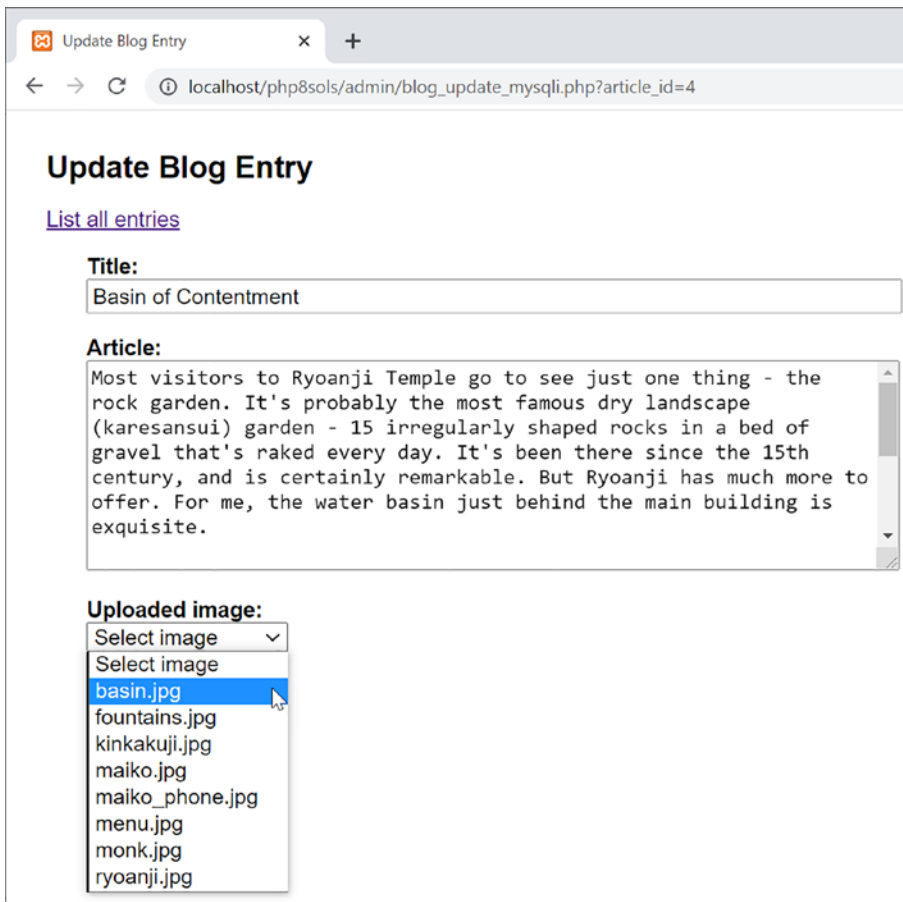 Update Blog Entry
localhost/php8sols/admin/blog_update_mysqli.php?article_id=4
Update Blog Entry
List all entries
Title:
Basin of Contentment
Article:
Most visitors to Ryoanji Temple go to see just one thing - the
rock garden. It's probably the most famous dry landscape
(karesansui) garden - 15 irregularly shaped rocks in a bed of
gravel that's raked every day. It's been there since the 15th
century, and is certainly remarkable. But Ryoanji has much more to
offer. For me, the water basin just behind the main building is
exquisite.
Uploaded image:
Select image
Select image
basin.jpg
fountains.jpg
kinkakuji.jpg
maiko.jpg
maiko_phone.jpg
menu.jpg
monk.jpg
ryoanji.jpg